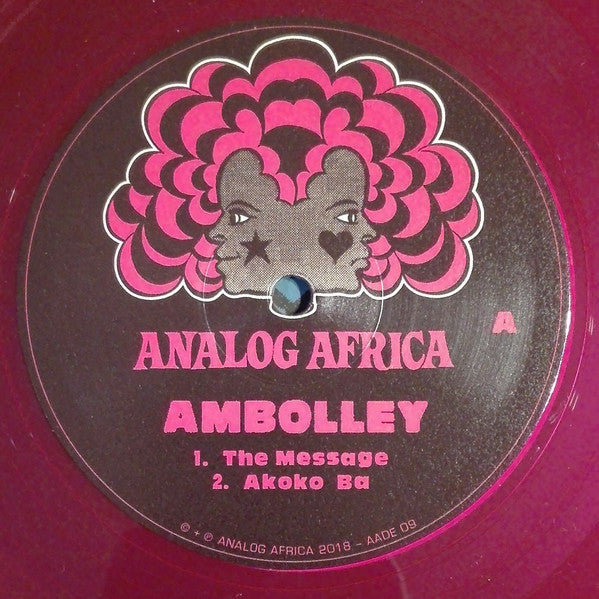 ANALOG AFRICA
A
AMBOLLEY
1. The Message
2. Akoko Ba
© + ℗ ANALOG AFRICA 2018 - AADE 09